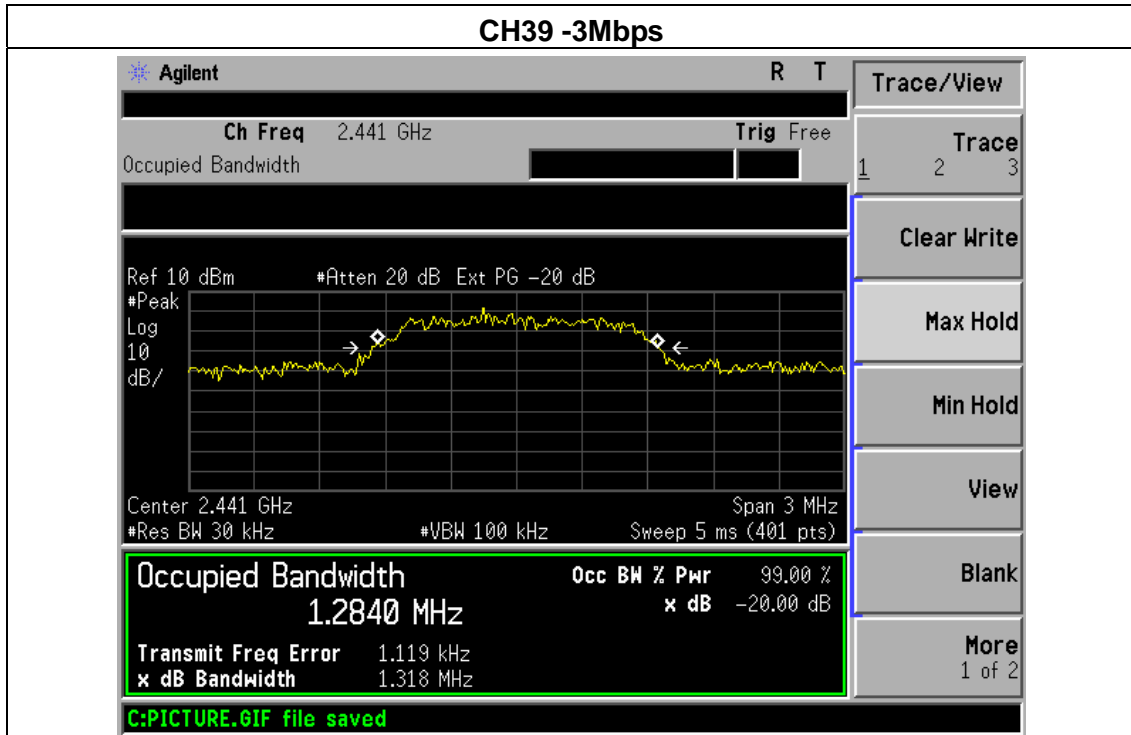 CH39 -3Mbps
Agilent R T
Trace/View
Ch Freq 2.441 GHz Trig Free
Occupied Bandwidth
Trace
1 2 3
Clear Write
Ref 10 dBm #Atten 20 dB Ext PG -20 dB
#Peak
Log
10
dB/
Max Hold
Min Hold
View
Center 2.441 GHz Span 3 MHz
#Res BW 30 kHz #VBW 100 kHz Sweep 5 ms (401 pts)
Occupied Bandwidth
1.2840 MHz
Occ BW % Pwr 99.00 %
x dB -20.00 dB
Blank
Transmit Freq Error 1.119 kHz
x dB Bandwidth 1.318 MHz
More
1 of 2
C:PICTURE.GIF file saved